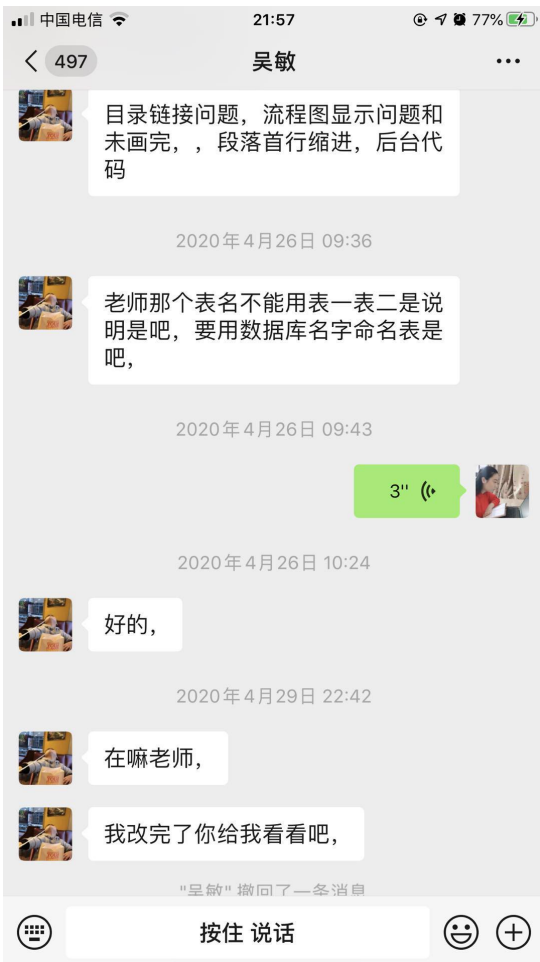 中国电信
21:57
77%
497
吴敏
目录链接问题，流程图显示问题和
未画完，，段落首行缩进，后台代
码
2020年4月26日 09:36
老师那个表名不能用表一表二是说
明是吧，要用数据库名字命名表是
吧，
2020年4月26日 09:43
3''
2020年4月26日 10:24
好的，
2020年4月29日 22:42
在嘛老师，
我改完了你给我看看吧，
"吴敏" 撤回了一条消息
按住 说话